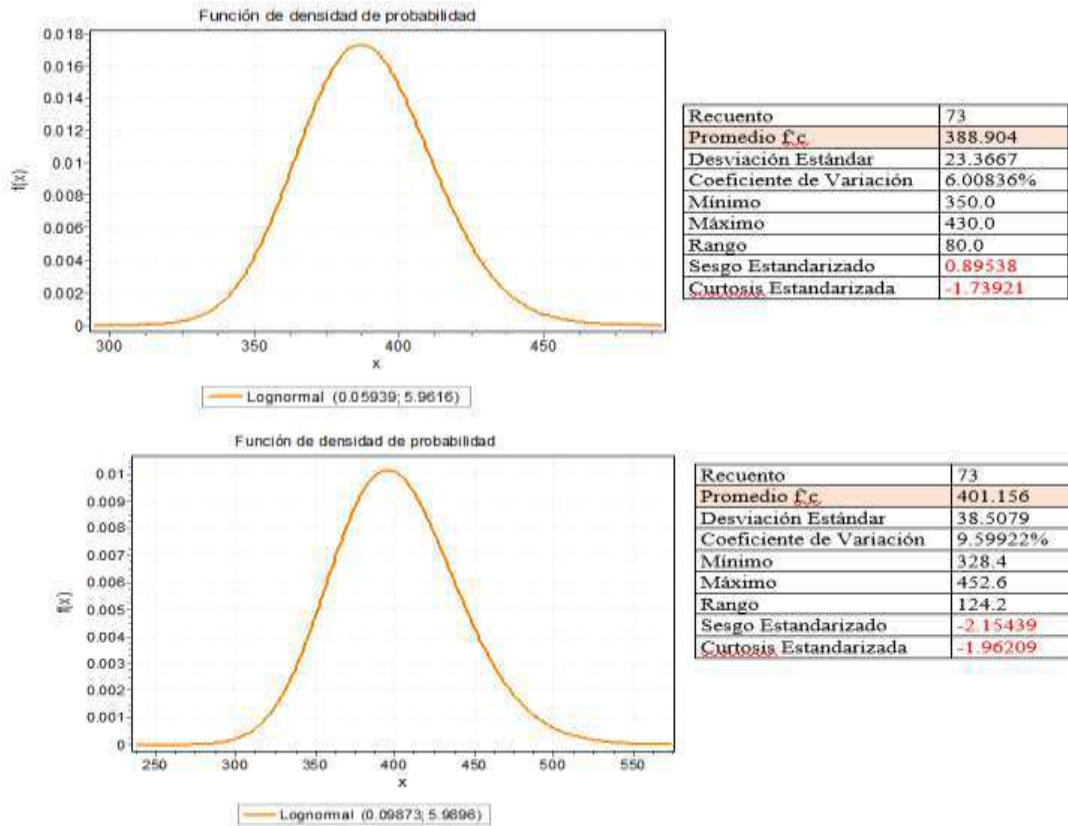 Función de densidad de probabilidad
0.018
0.016
0.014
0.012
0.01
0.008
0.006
0.004
0.002
0
f(x)
300 350 400 450
x
Lognormal (0.05939; 5.9616)
Recuento 73
Promedio f'c 388.904
Desviación Estándar 23.3667
Coeficiente de Variación 6.00836%
Mínimo 350.0
Máximo 430.0
Rango 80.0
Sesgo Estandarizado 0.89538
Curtosis Estandarizada -1.73921
Función de densidad de probabilidad
0.01
0.009
0.008
0.007
0.006
0.005
0.004
0.003
0.002
0.001
0
f(x)
250 300 350 400 450 500 550
x
Lognormal (0.09873; 5.9896)
Recuento 73
Promedio f'c 401.156
Desviación Estándar 38.5079
Coeficiente de Variación 9.59922%
Mínimo 328.4
Máximo 452.6
Rango 124.2
Sesgo Estandarizado -2.15439
Curtosis Estandarizada -1.96209